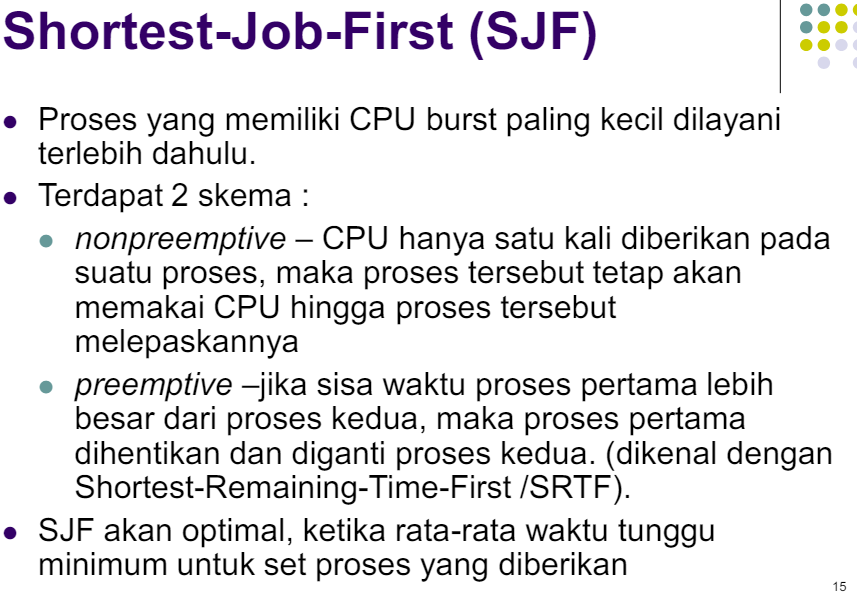 Shortest-Job-First (SJF)
Proses yang memiliki CPU burst paling kecil dilayani
terlebih dahulu.
Terdapat 2 skema :
nonpreemptive – CPU hanya satu kali diberikan pada
suatu proses, maka proses tersebut tetap akan
memakai CPU hingga proses tersebut
melepaskannya
preemptive –jika sisa waktu proses pertama lebih
besar dari proses kedua, maka proses pertama
dihentikan dan diganti proses kedua. (dikenal dengan
Shortest-Remaining-Time-First /SRTF).
SJF akan optimal, ketika rata-rata waktu tunggu
minimum untuk set proses yang diberikan
15